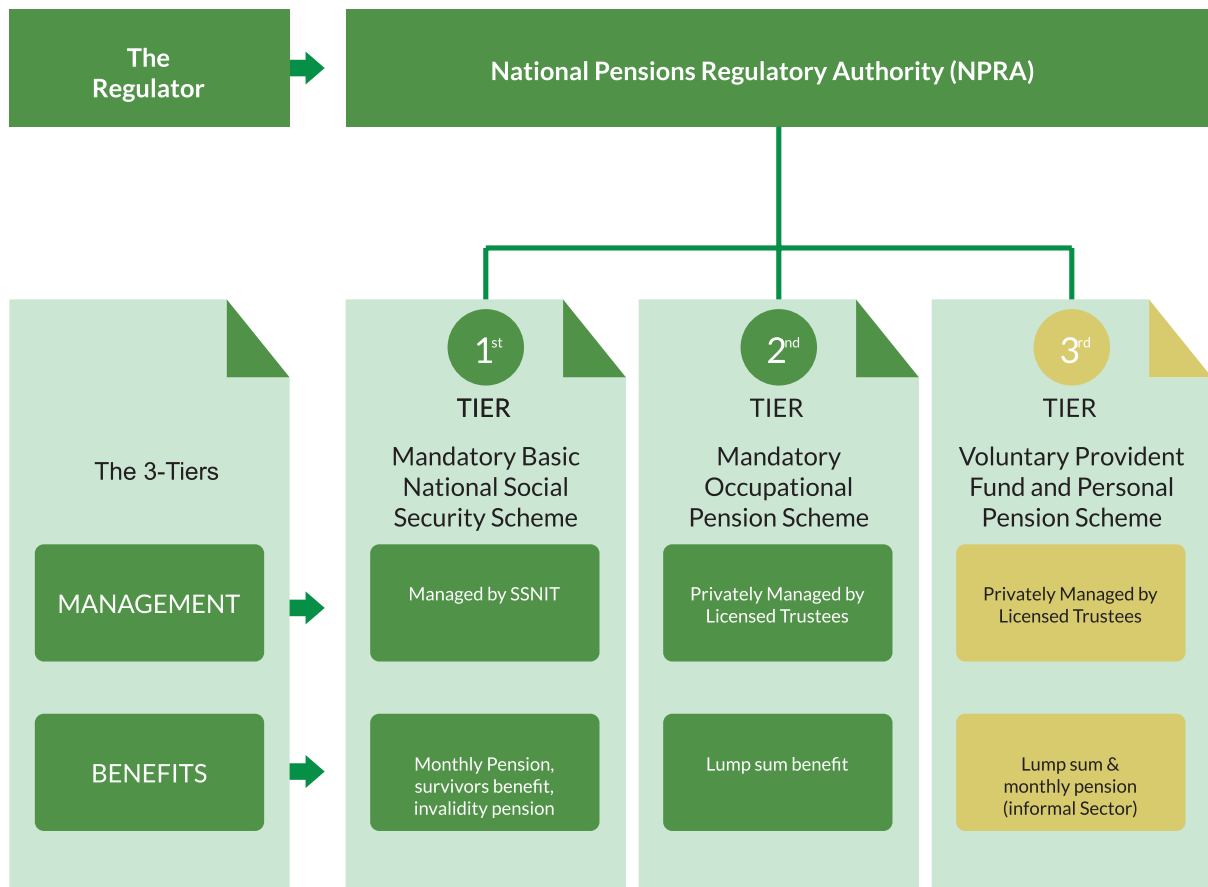 The
Regulator
National Pensions Regulatory Authority (NPRA)
The 3-Tiers
1st
TIER
Mandatory Basic
National Social
Security Scheme
2nd
TIER
Mandatory
Occupational
Pension Scheme
3rd
TIER
Voluntary Provident
Fund and Personal
Pension Scheme
MANAGEMENT
Managed by SSNIT
Privately Managed by
Licensed Trustees
Privately Managed by
Licensed Trustees
BENEFITS
Monthly Pension,
survivors benefit,
invalidity pension
Lump sum benefit
Lump sum &
monthly pension
(informal Sector)